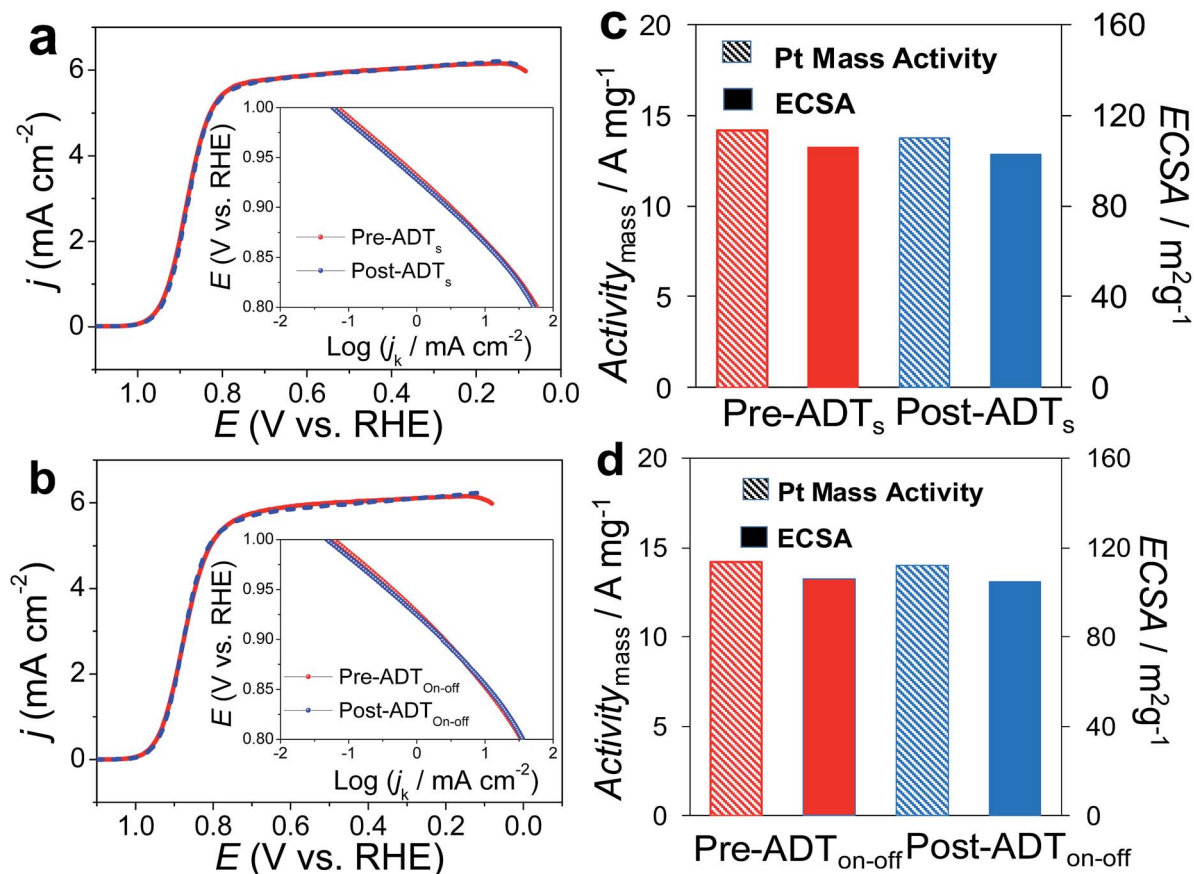 a
j (mA cm-2)
6
4
2
0
1.0 0.8 0.6 0.4 0.2 0.0
E (V vs. RHE)
E (V vs. RHE)
1.00
0.95
0.90
0.85
0.80
Pre-ADTs
Post-ADTs
-2 -1 0 1 2
Log (jk / mA cm-2)
b
j (mA cm-2)
6
4
2
0
1.0 0.8 0.6 0.4 0.2 0.0
E (V vs. RHE)
E (V vs. RHE)
1.00
0.95
0.90
0.85
0.80
Pre-ADTOn-off
Post-ADTOn-off
-2 -1 0 1 2
Log (jk / mA cm-2)
c
Activitymass / A mg-1
20
15
10
5
0
Pt Mass Activity
ECSA
160
120
80
40
0
ECSA / m2g-1
Pre-ADTs Post-ADTs
d
Activitymass / A mg-1
20
15
10
5
0
Pt Mass Activity
ECSA
160
120
80
40
0
ECSA / m2g-1
Pre-ADTon-off Post-ADTon-off